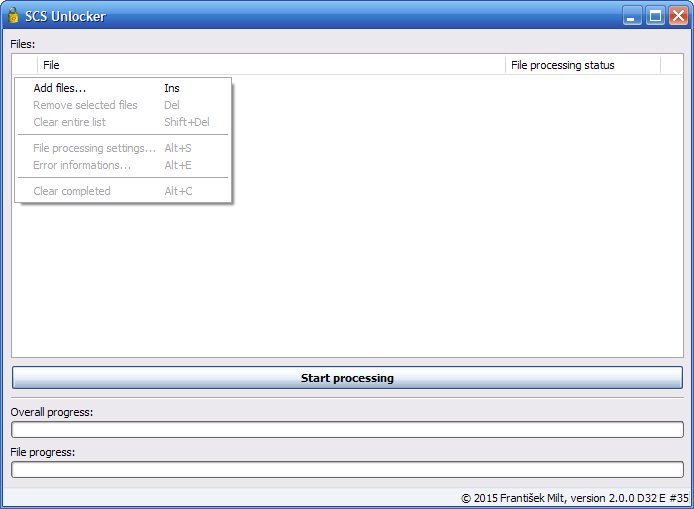 SCS Unlocker
Files:
File File processing status
Add files... Ins
Remove selected files Del
Clear entire list Shift+Del
File processing settings... Alt+S
Error informations... Alt+E
Clear completed Alt+C
Start processing
Overall progress:
File progress:
© 2015 František Milt, version 2.0.0 D32 E #35